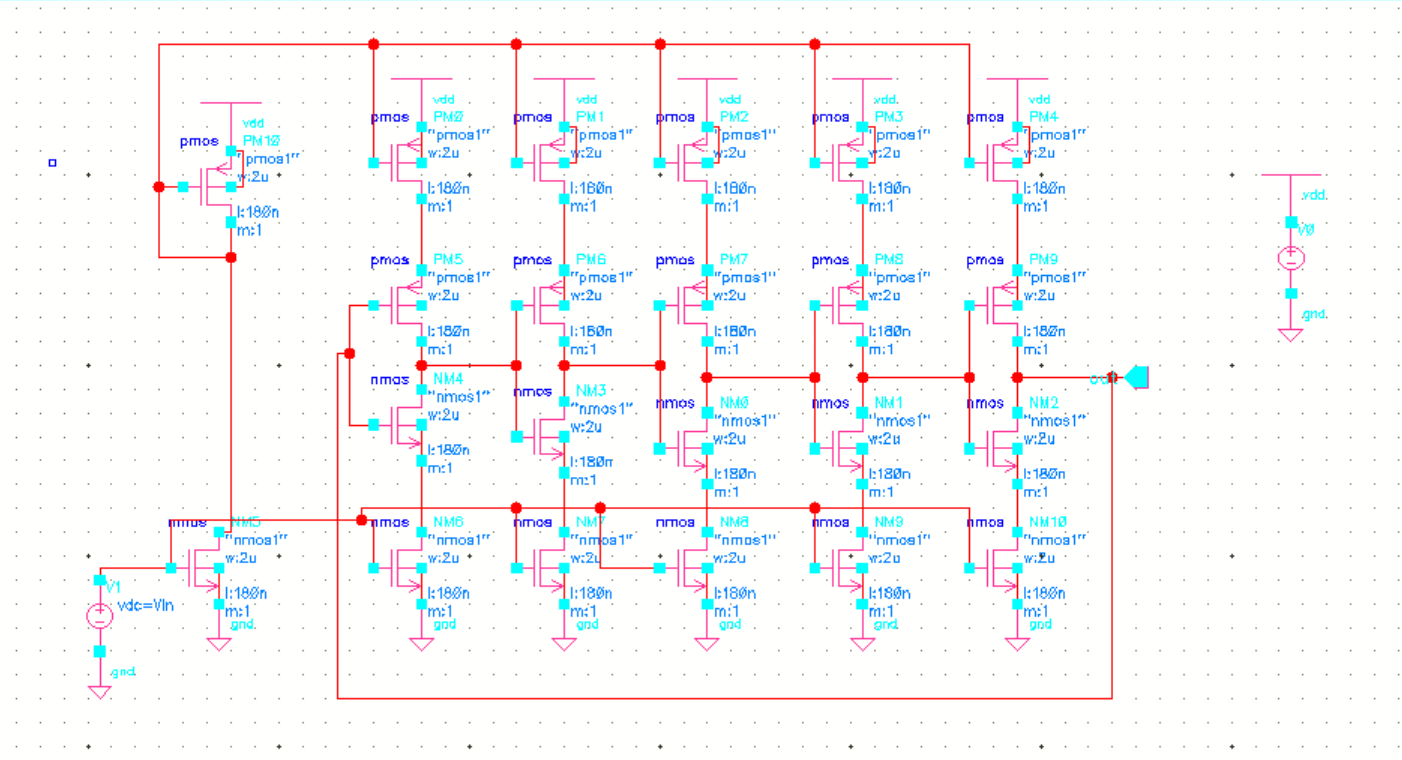 vdd
PM10
pmos
"pmos1"
w:2u
l:180n
m:1
vdd
PM0
pmos
"pmos1"
w:2u
l:180n
m:1
vdd
PM1
pmos
"pmos1"
w:2u
l:180n
m:1
vdd
PM2
pmos
"pmos1"
w:2u
l:180n
m:1
vdd
PM3
pmos
"pmos1"
w:2u
l:180n
m:1
vdd
PM4
pmos
"pmos1"
w:2u
l:180n
m:1
vdd
V0
gnd
pmos PM5
"pmos1"
w:2u
l:180n
m:1
pmos PM6
"pmos1"
w:2u
l:180n
m:1
pmos PM7
"pmos1"
w:2u
l:180n
m:1
pmos PM8
"pmos1"
w:2u
l:180n
m:1
pmos PM9
"pmos1"
w:2u
l:180n
m:1
out
nmos NM4
"nmos1"
w:2u
l:180n
m:1
nmos NM3
"nmos1"
w:2u
l:180n
m:1
nmos NM0
"nmos1"
w:2u
l:180n
m:1
nmos NM1
"nmos1"
w:2u
l:180n
m:1
nmos NM2
"nmos1"
w:2u
l:180n
m:1
nmos NM5
"nmos1"
w:2u
l:180n
m:1
gnd
nmos NM6
"nmos1"
w:2u
l:180n
m:1
gnd
nmos NM7
"nmos1"
w:2u
l:180n
m:1
gnd
nmos NM8
"nmos1"
w:2u
l:180n
m:1
gnd
nmos NM9
"nmos1"
w:2u
l:180n
m:1
gnd
nmos NM10
"nmos1"
w:2u
l:180n
m:1
gnd
V1
vdc=Vin
gnd